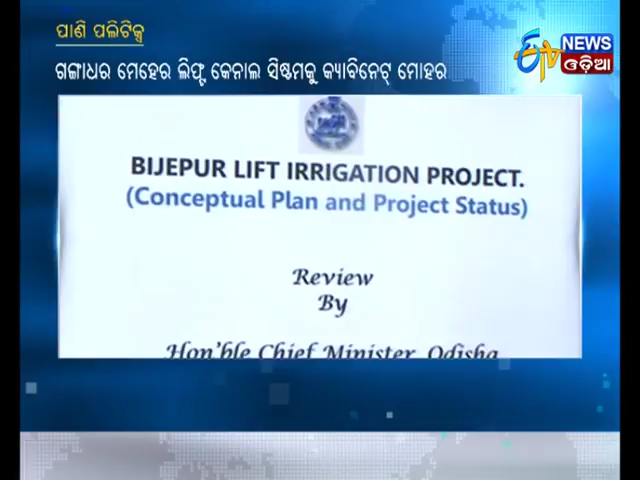 ପାଣି ପଲିଟିକ୍ସ
ଗଙ୍ଗାଧର ମେହେର ଲିଫ୍ଟ କେନାଲ ସିଷ୍ଟମକୁ କ୍ୟାବିନେଟ୍ ମୋହର
ETV NEWS
ଓଡ଼ିଆ
BIJEPUR LIFT IRRIGATION PROJECT.
(Conceptual Plan and Project Status)
Review
By
Hon'ble Chief Minister, Odisha